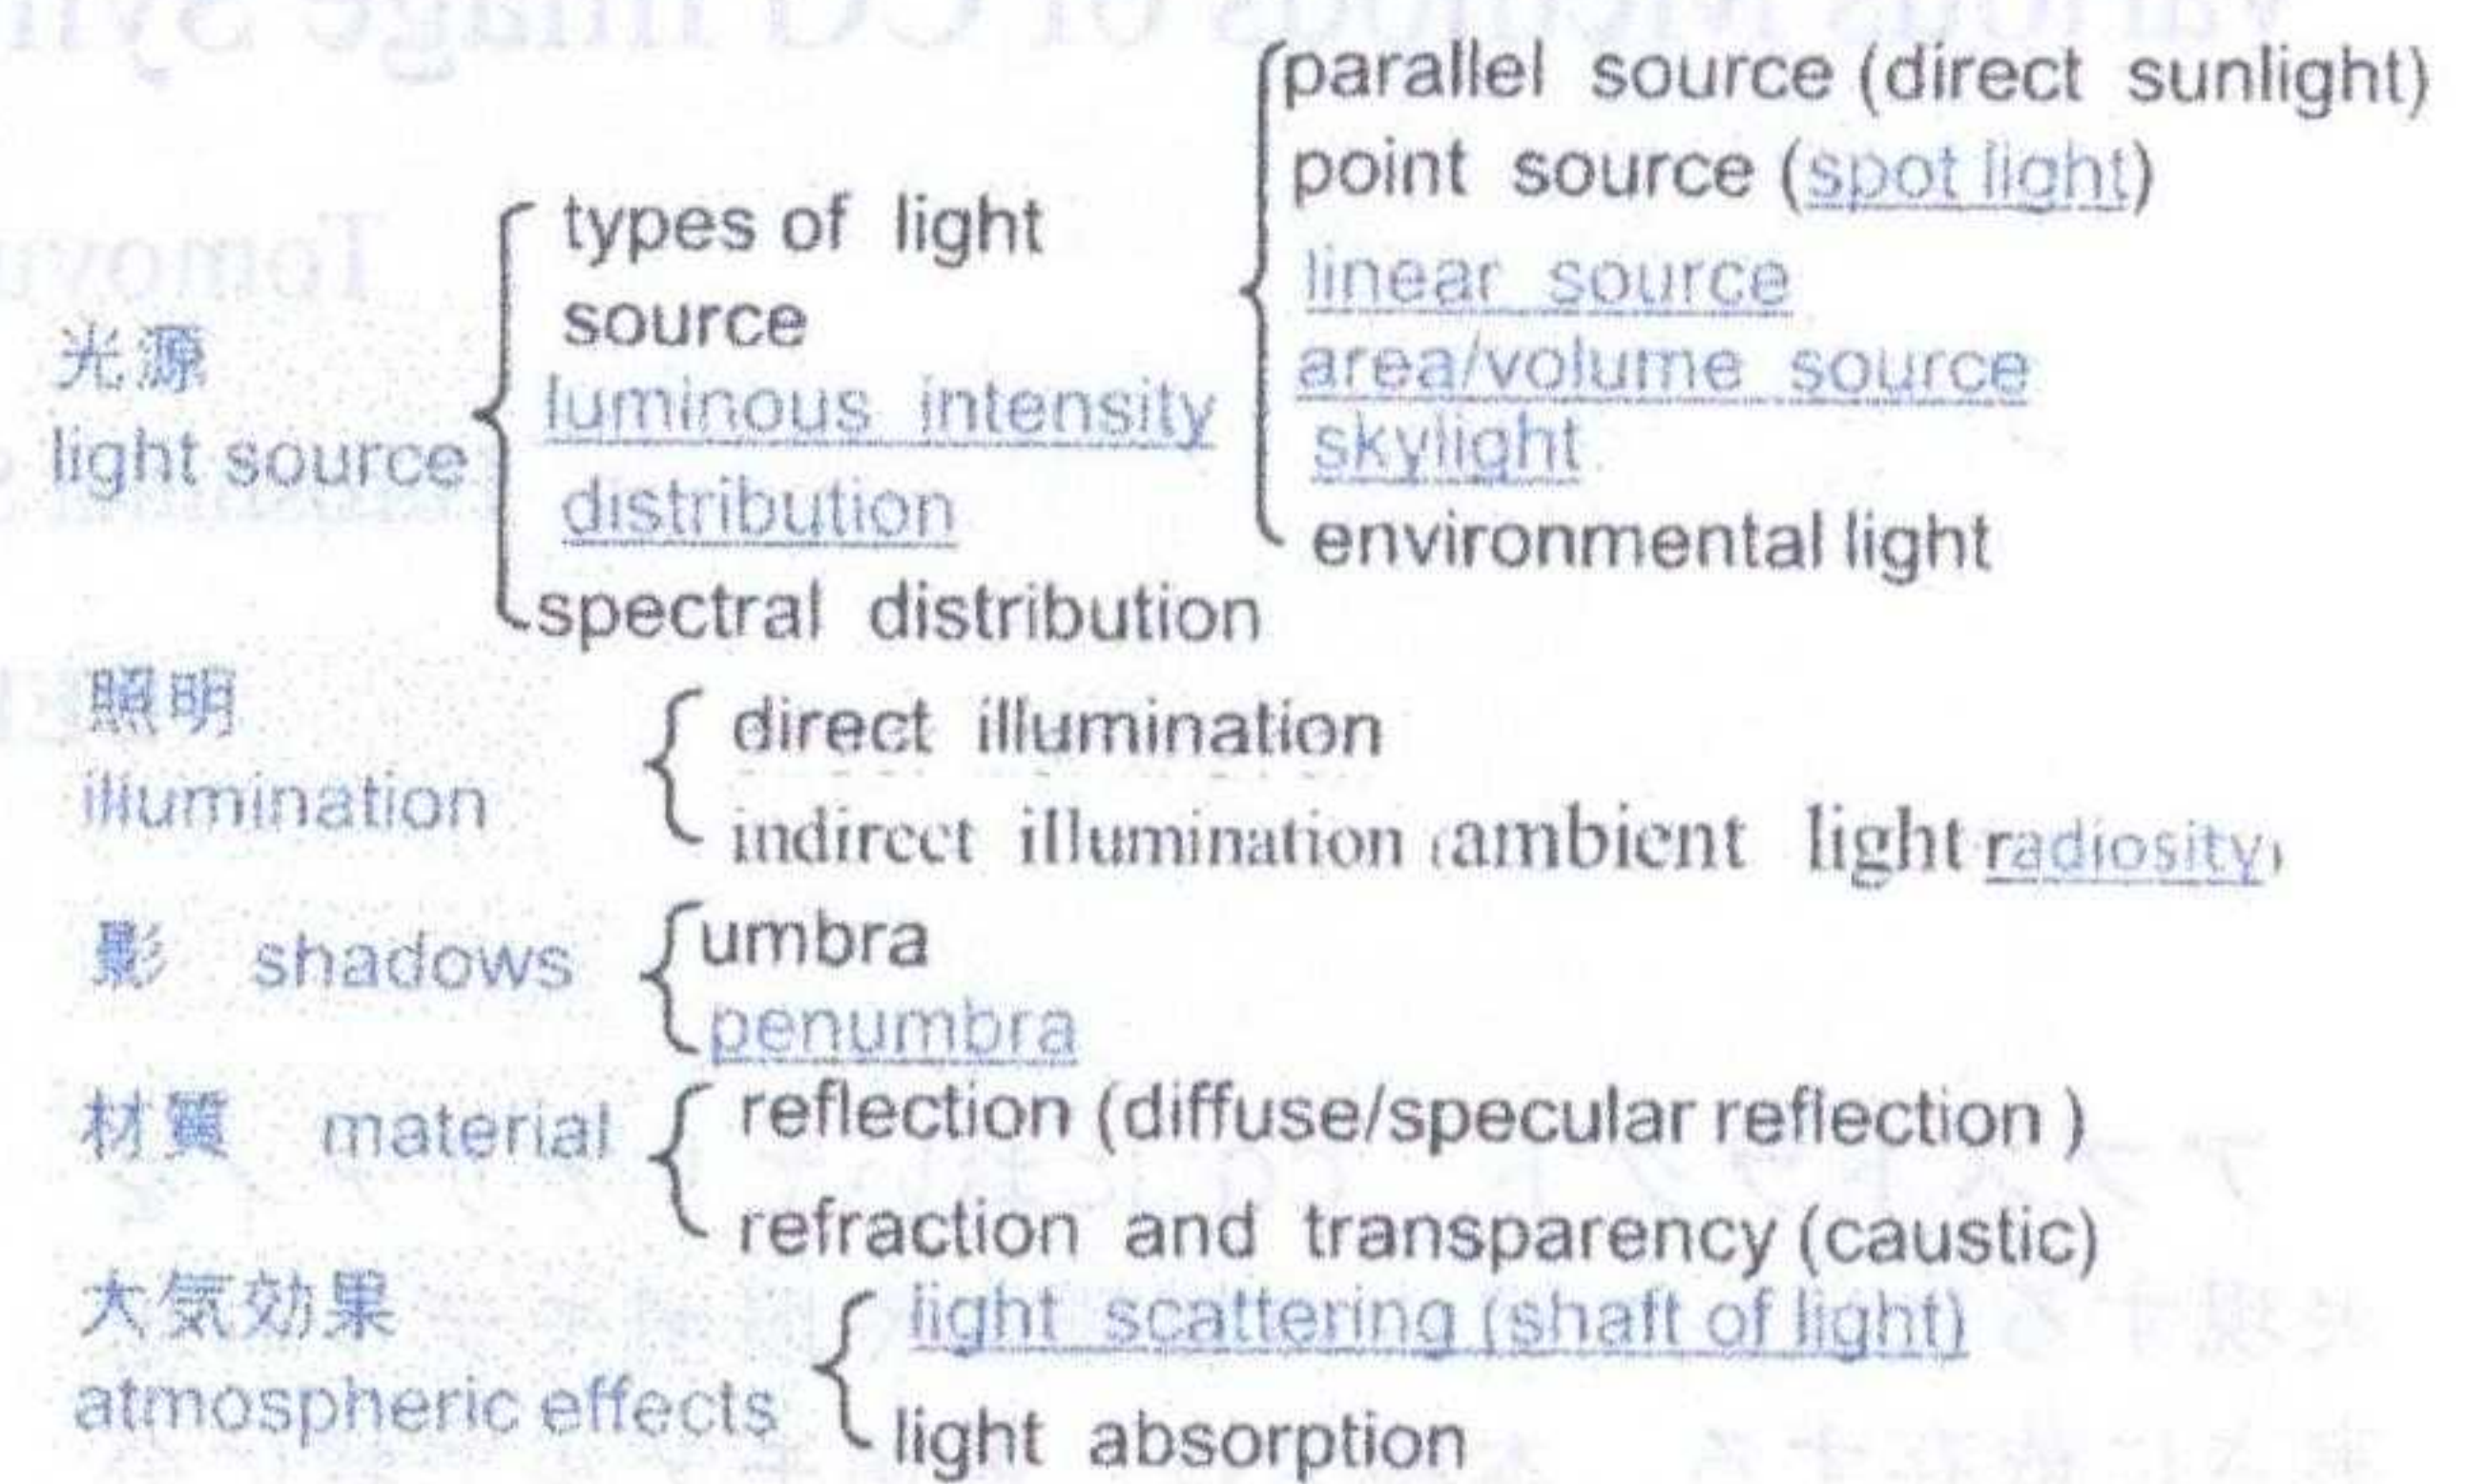 光源
light source
types of light
source
luminous intensity
distribution
spectral distribution
parallel source (direct sunlight)
point source (spot light)
linear source
area/volume source
skylight
environmental light
照明
illumination
direct illumination
indirect illumination (ambient light radiosity)
影 shadows
umbra
penumbra
材質 material
reflection (diffuse/specular reflection )
refraction and transparency (caustic)
大気効果
atmospheric effects
light scattering (shaft of light)
light absorption